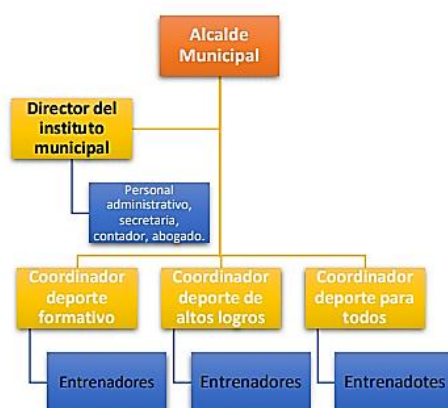 Alcalde
Municipal
Director del
instituto
municipal
Personal
administrativo,
secretaria,
contador, abogado.
Coordinador
deporte
formativo
Coordinador
deporte de
altos logros
Coordinador
deporte para
todos
Entrenadores
Entrenadores
Entrenadotes